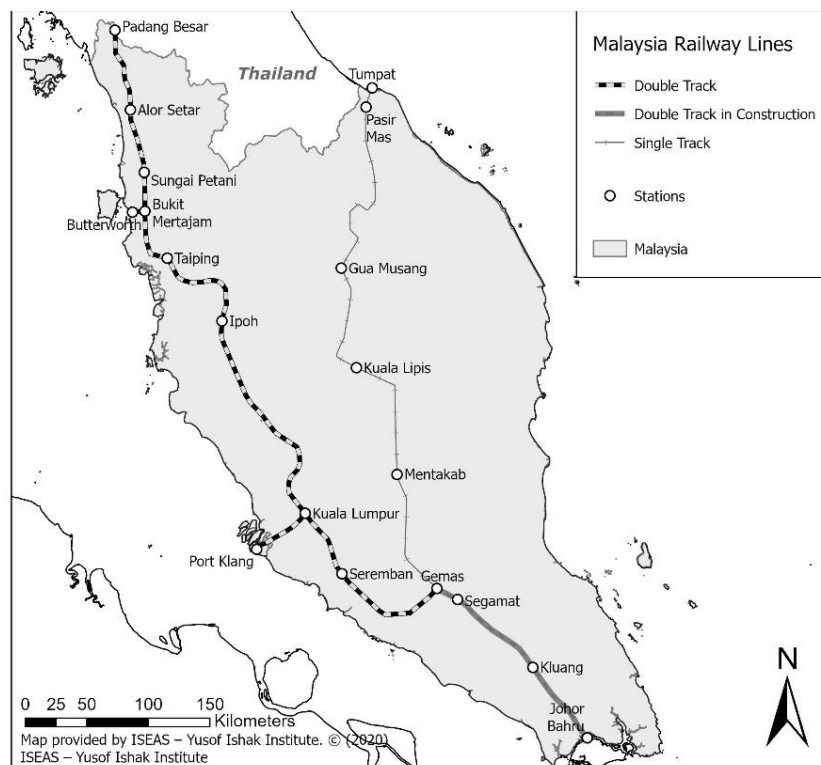 Padang Besar
Thailand
Tumpat
Alor Setar
Pasir
Mas
Sungai Petani
Bukit
Mertajam
Butterworth
Taiping
Gua Musang
Ipoh
Kuala Lipis
Mentakab
Kuala Lumpur
Port Klang
Seremban
Gemas
Segamat
Kluang
Johor
Bahru
Malaysia Railway Lines
Double Track
Double Track in Construction
Single Track
Stations
Malaysia
N
0 25 50 100 150
Kilometers
Map provided by ISEAS – Yusof Ishak Institute. © (2020)
ISEAS – Yusof Ishak Institute